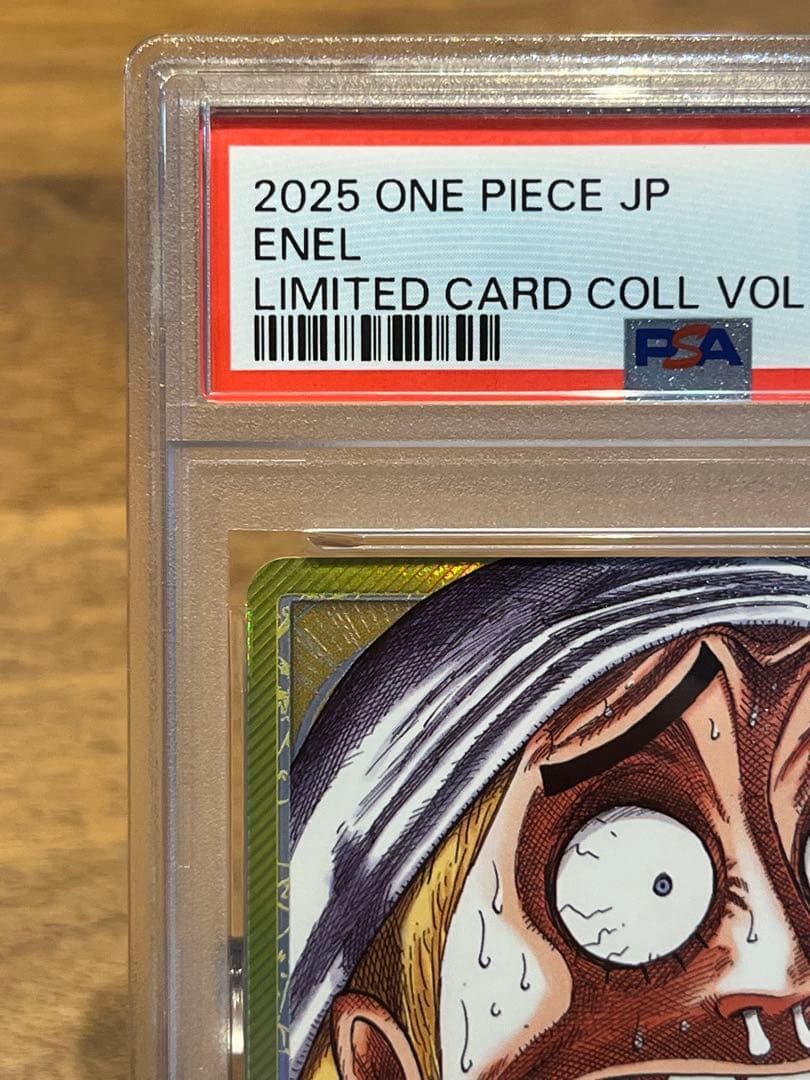 2025 ONE PIECE JP
ENEL
LIMITED CARD COLL VOL
PSA